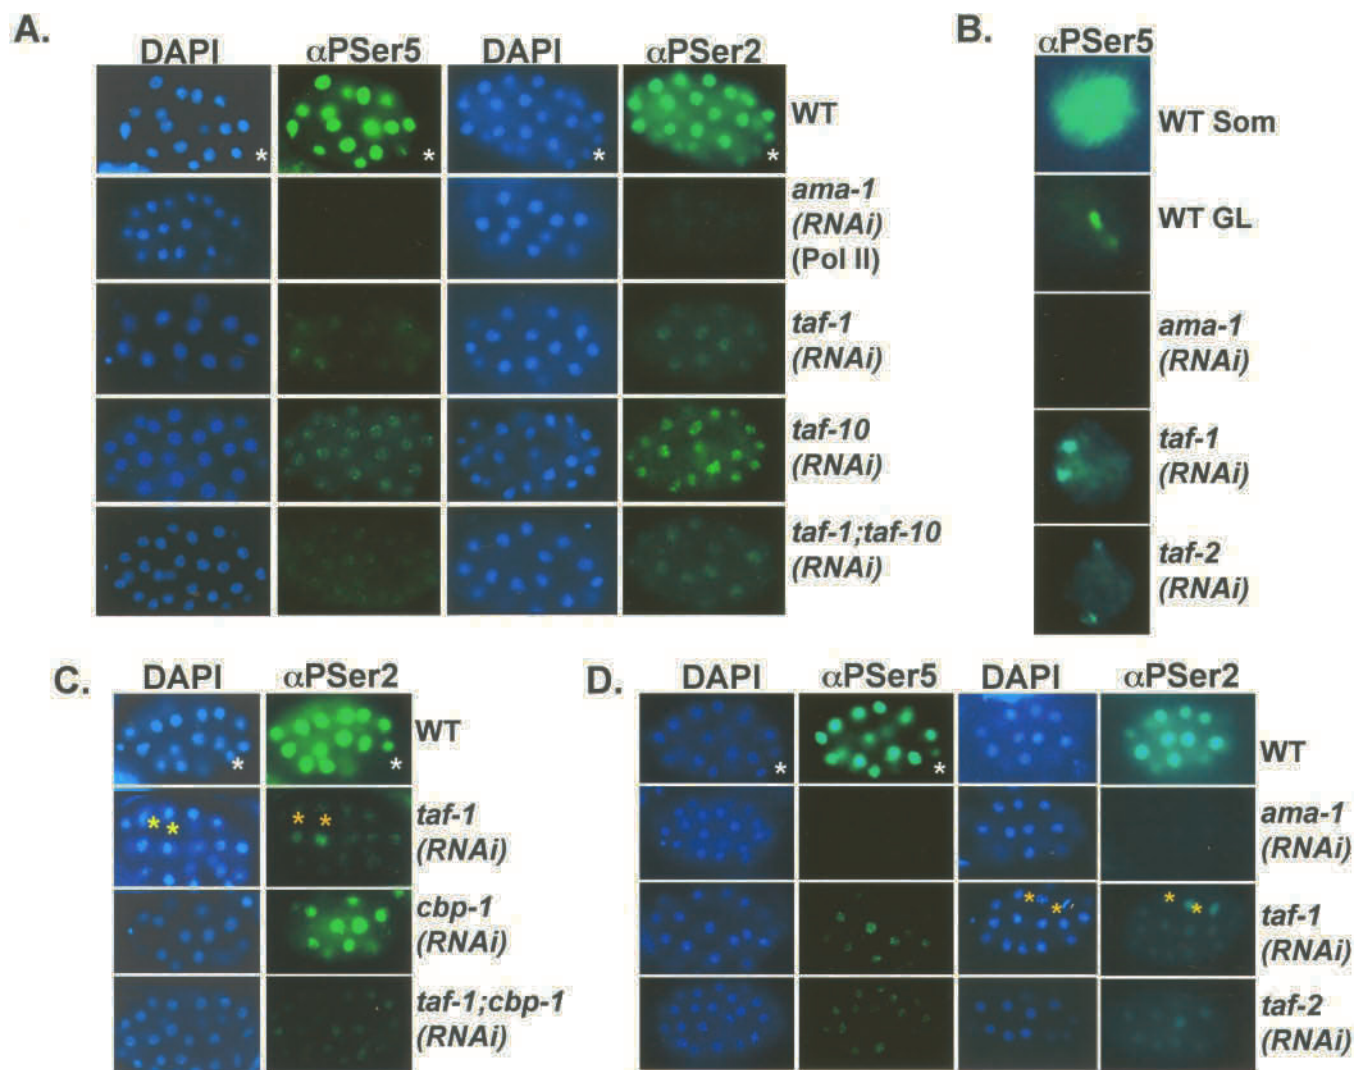 A.
DAPI αPSer5 DAPI αPSer2
WT
*
*
*
*
ama-1
(RNAi)
(Pol II)
taf-1
(RNAi)
taf-10
(RNAi)
taf-1;taf-10
(RNAi)
B.
αPSer5
WT Som
WT GL
ama-1
(RNAi)
taf-1
(RNAi)
taf-2
(RNAi)
C.
DAPI αPSer2
WT
*
*
taf-1
(RNAi)
* *
* *
cbp-1
(RNAi)
taf-1;cbp-1
(RNAi)
D.
DAPI αPSer5 DAPI αPSer2
WT
*
*
ama-1
(RNAi)
taf-1
(RNAi)
* *
* *
taf-2
(RNAi)